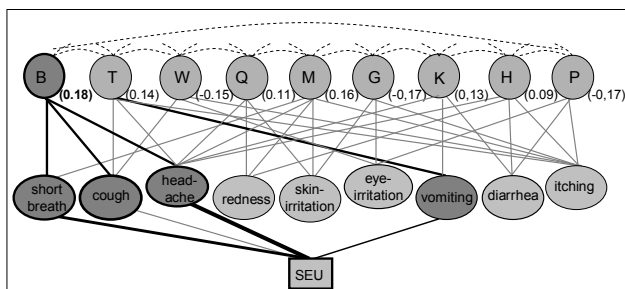 B T W Q M G K H P
(0.18) (0.14) (-0.15) (0.11) (0.16) (-0,17) (0,13) (0.09) -0,17)
short breath
cough
head-
ache
redness
skin-
irritation
eye-
irritation
vomiting
diarrhea
itching
SEU